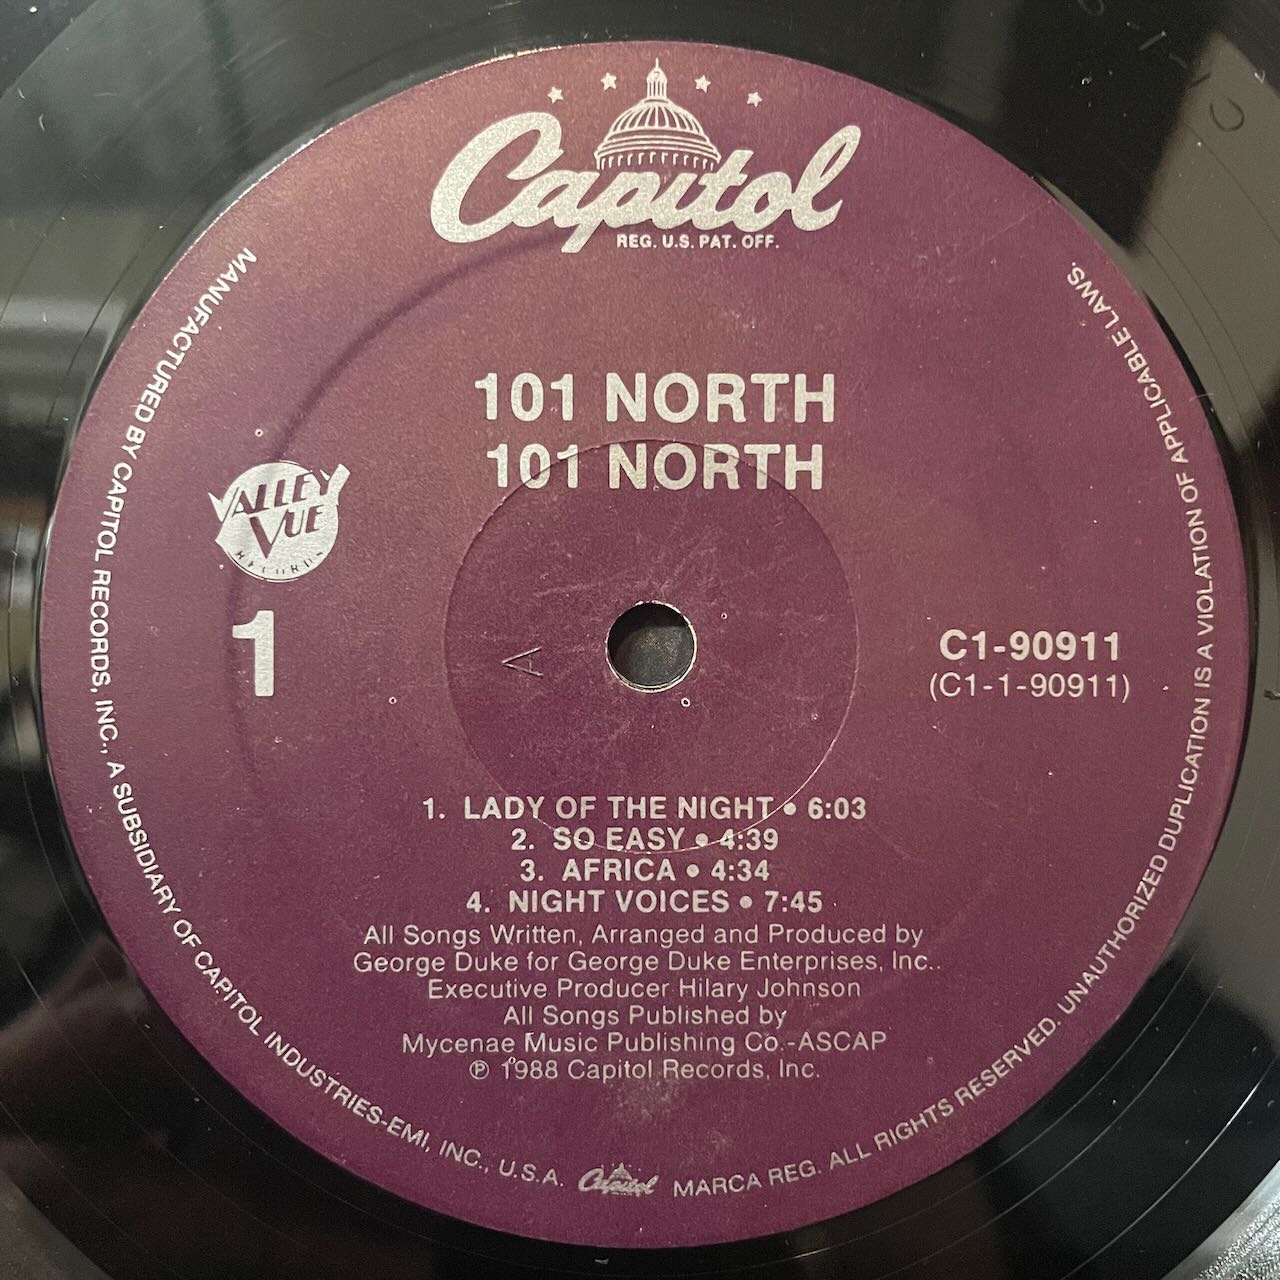 Capitol
REG. U.S. PAT. OFF.
101 NORTH
101 NORTH
VALLEY
VUE
RECORDS
1
C1-90911
(C1-1-90911)
A
1. LADY OF THE NIGHT • 6:03
2. SO EASY • 4:39
3. AFRICA • 4:34
4. NIGHT VOICES • 7:45
All Songs Written, Arranged and Produced by
George Duke for George Duke Enterprises, Inc..
Executive Producer Hilary Johnson
All Songs Published by
Mycenae Music Publishing Co.-ASCAP
℗ 1988 Capitol Records, Inc.
MANUFACTURED BY CAPITOL RECORDS, INC., A SUBSIDIARY OF CAPITOL INDUSTRIES-EMI, INC., U.S.A. Capitol MARCA REG. ALL RIGHTS RESERVED. UNAUTHORIZED DUPLICATION IS A VIOLATION OF APPLICABLE LAWS.